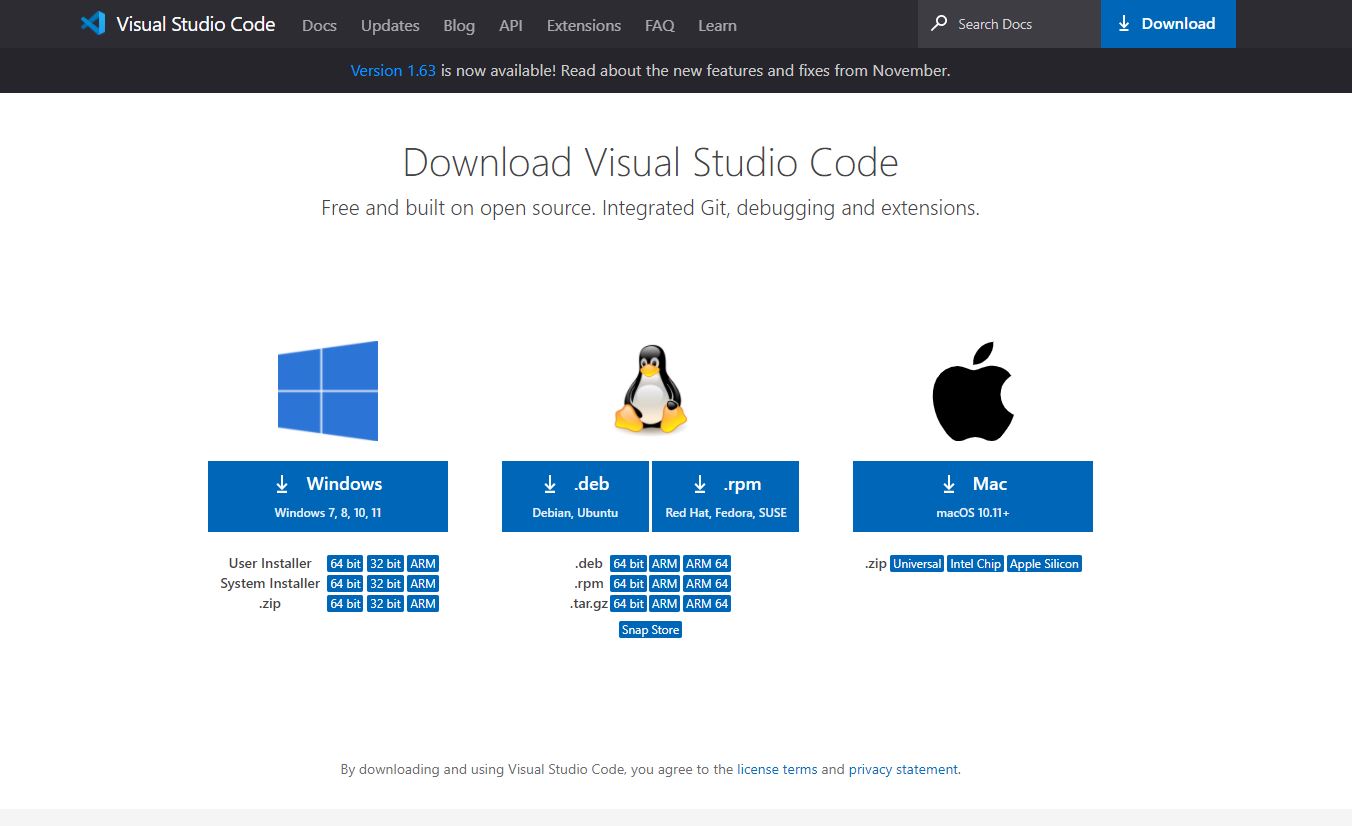 Visual Studio Code Docs Updates Blog API Extensions FAQ Learn Search Docs Download
Version 1.63 is now available! Read about the new features and fixes from November.
Download Visual Studio Code
Free and built on open source. Integrated Git, debugging and extensions.
Windows
Windows 7, 8, 10, 11
User Installer 64 bit 32 bit ARM
System Installer 64 bit 32 bit ARM
.zip 64 bit 32 bit ARM
.deb
Debian, Ubuntu
.rpm
Red Hat, Fedora, SUSE
.deb 64 bit ARM ARM 64
.rpm 64 bit ARM ARM 64
.tar.gz 64 bit ARM ARM 64
Snap Store
Mac
macOS 10.11+
.zip Universal Intel Chip Apple Silicon
By downloading and using Visual Studio Code, you agree to the license terms and privacy statement.